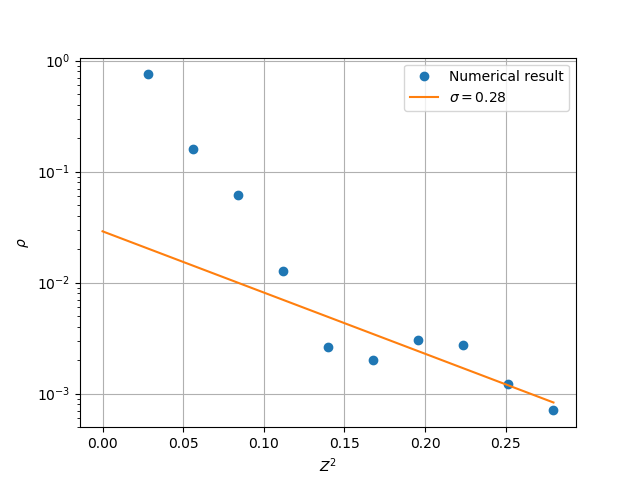 Numerical result
σ = 0.28
10⁰
10⁻¹
10⁻²
10⁻³
ρ
0.00 0.05 0.10 0.15 0.20 0.25
Z²